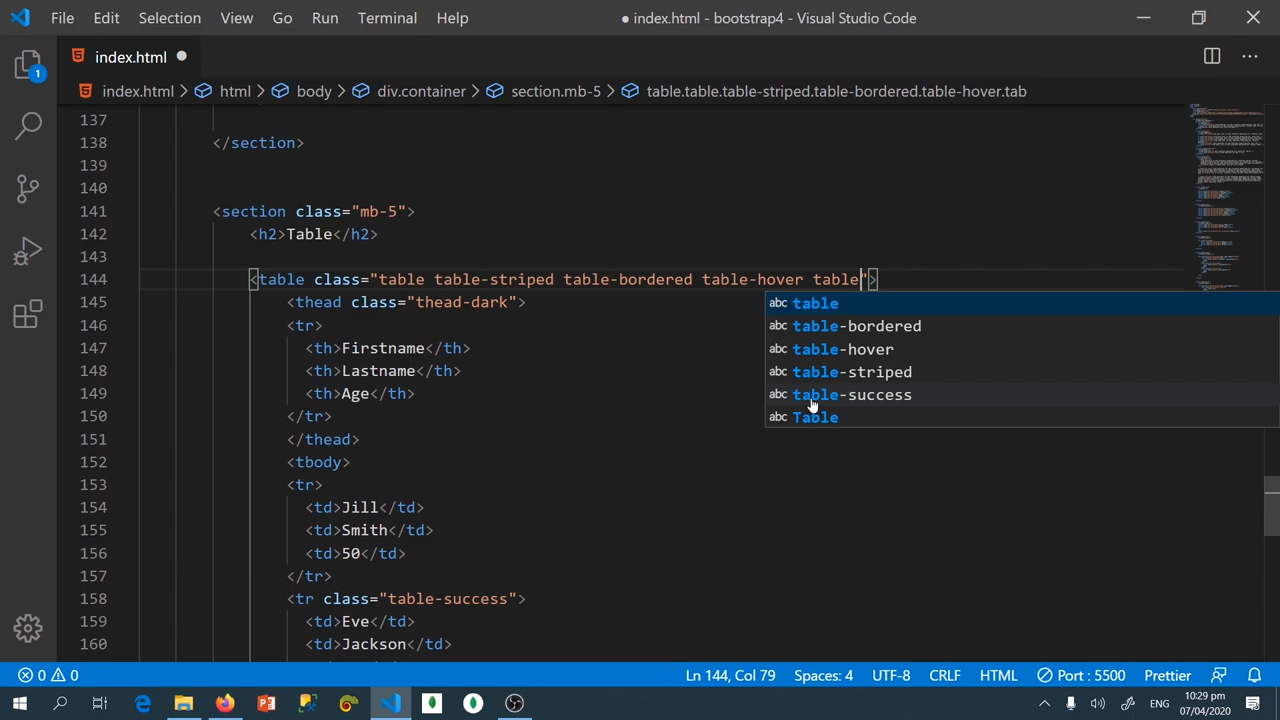 File Edit Selection View Go Run Terminal Help ● index.html - bootstrap4 - Visual Studio Code
index.html
index.html > html > body > div.container > section.mb-5 > table.table.table-striped.table-bordered.table-hover.tab
1
137
138 </section>
139
140
141 <section class="mb-5">
142 <h2>Table</h2>
143
144 <table class="table table-striped table-bordered table-hover table">
145 <thead class="thead-dark">
146 <tr>
147 <th>Firstname</th>
148 <th>Lastname</th>
149 <th>Age</th>
150 </tr>
151 </thead>
152 <tbody>
153 <tr>
154 <td>Jill</td>
155 <td>Smith</td>
156 <td>50</td>
157 </tr>
158 <tr class="table-success">
159 <td>Eve</td>
160 <td>Jackson</td>
abc table
abc table-bordered
abc table-hover
abc table-striped
abc table-success
abc Table
0 0 Ln 144, Col 79 Spaces: 4 UTF-8 CRLF HTML Port : 5500 Prettier
ENG 10:29 pm
07/04/2020